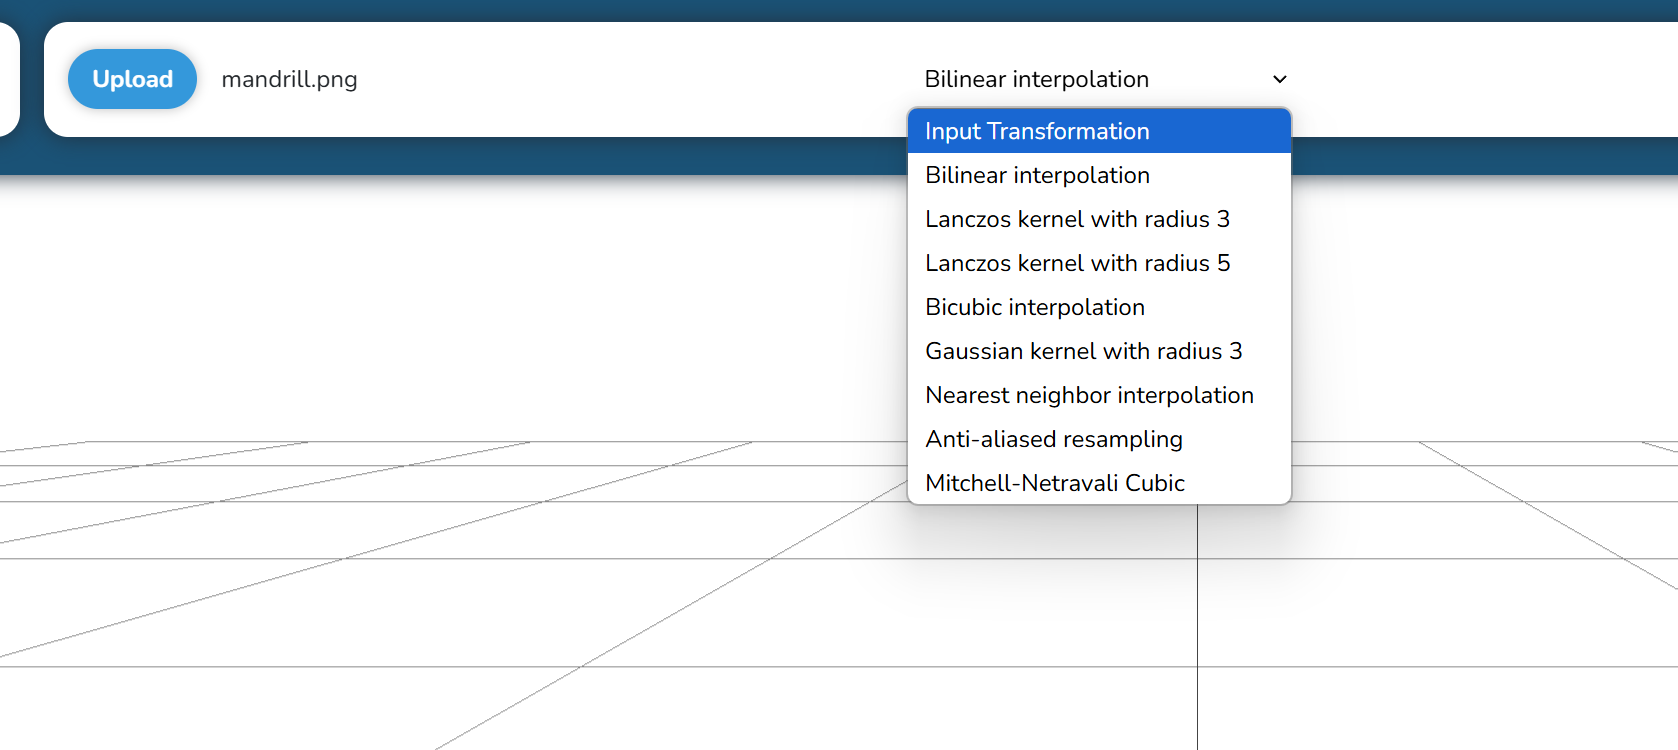 Upload mandrill.png Bilinear interpolation
Input Transformation
Bilinear interpolation
Lanczos kernel with radius 3
Lanczos kernel with radius 5
Bicubic interpolation
Gaussian kernel with radius 3
Nearest neighbor interpolation
Anti-aliased resampling
Mitchell-Netravali Cubic